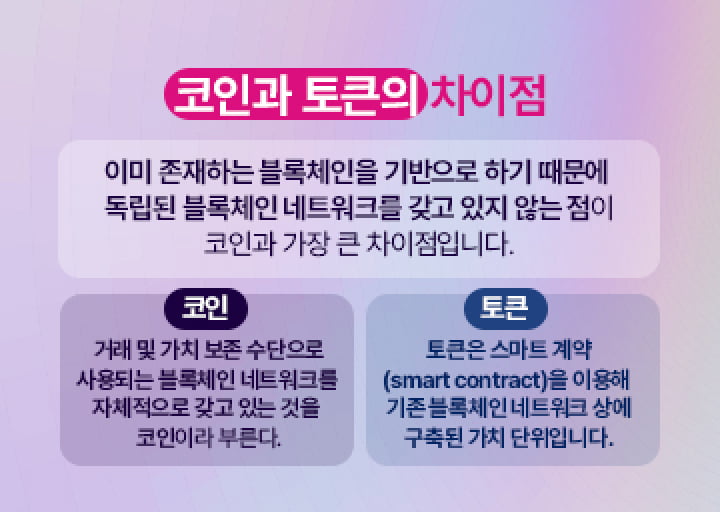 코인과 토큰의 차이점
이미 존재하는 블록체인을 기반으로 하기 때문에
독립된 블록체인 네트워크를 갖고 있지 않는 점이
코인과 가장 큰 차이점입니다.
코인
거래 및 가치 보존 수단으로
사용되는 블록체인 네트워크를
자체적으로 갖고 있는 것을
코인이라 부른다.
토큰
토큰은 스마트 계약
(smart contract)을 이용해
기존 블록체인 네트워크 상에
구축된 가치 단위입니다.